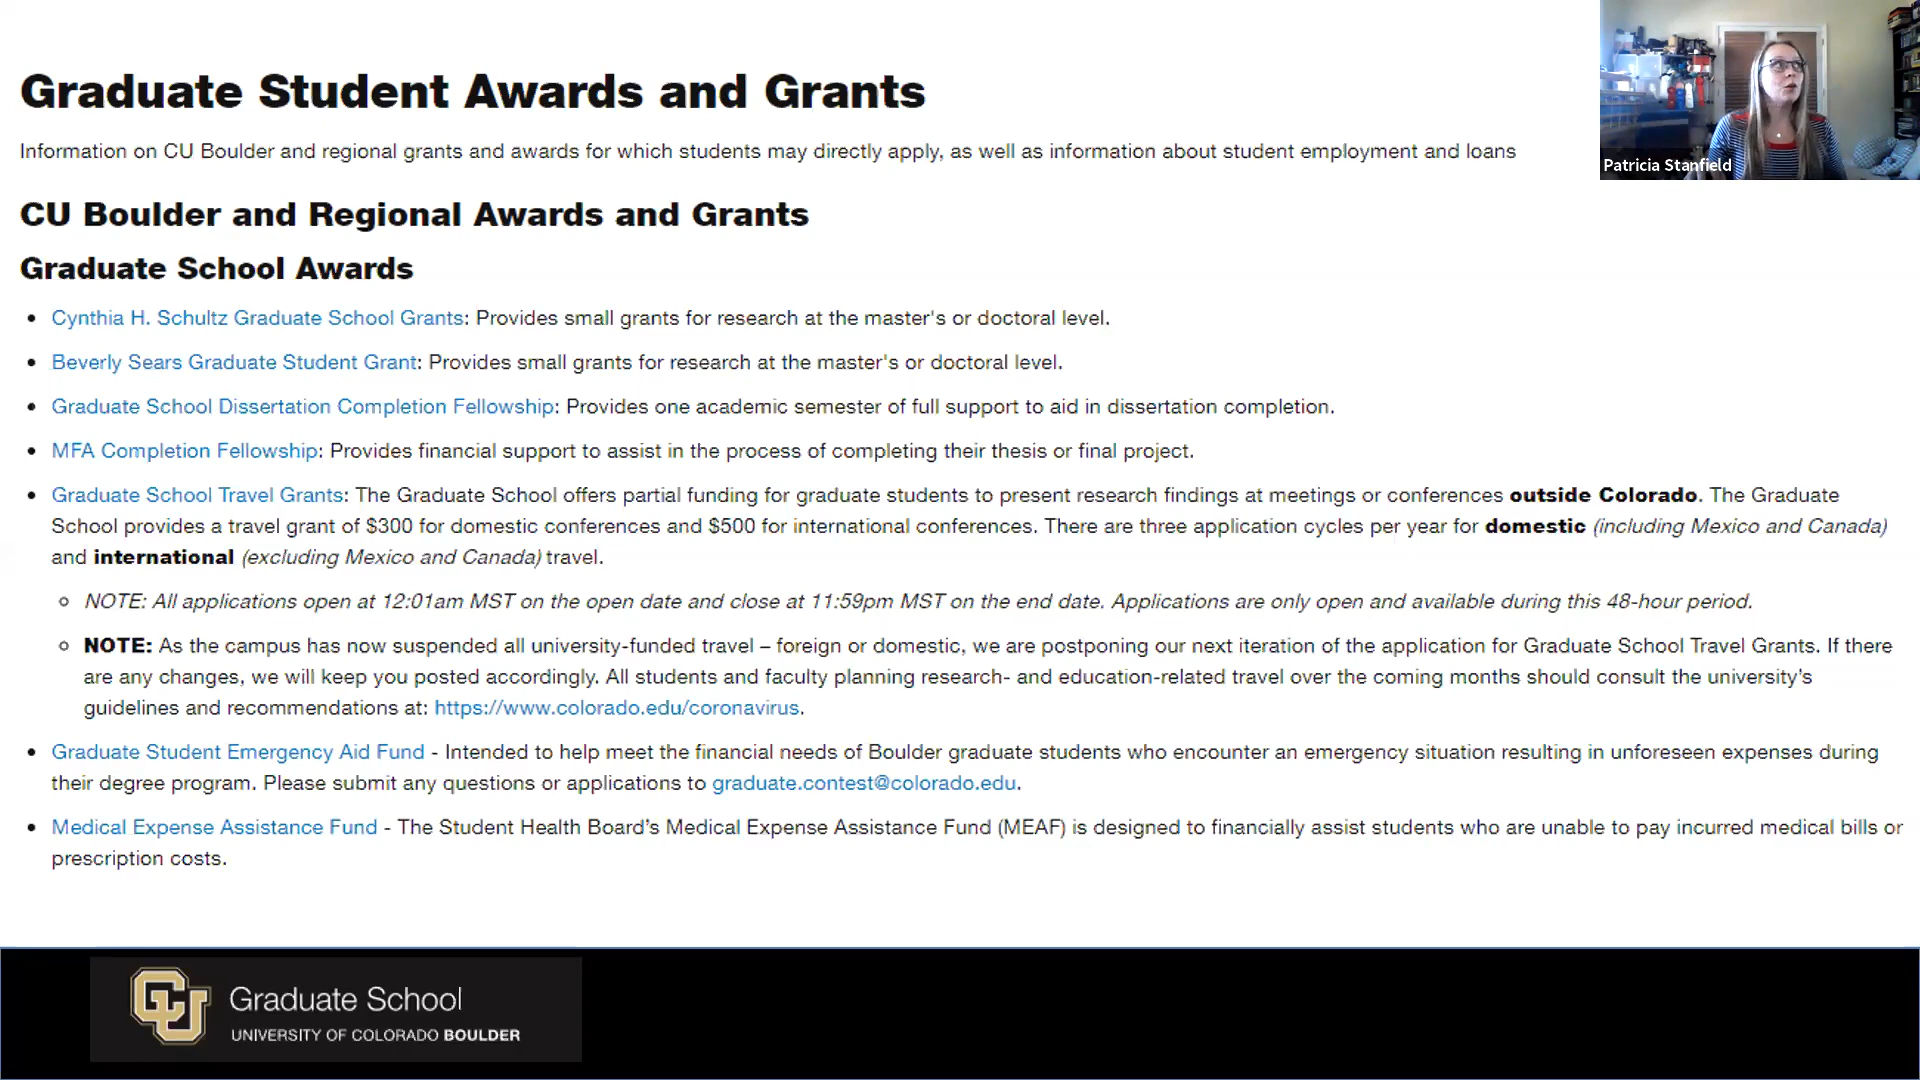 Graduate Student Awards and Grants
Information on CU Boulder and regional grants and awards for which students may directly apply, as well as information about student employment and loans
Patricia Stanfield
CU Boulder and Regional Awards and Grants
Graduate School Awards
• Cynthia H. Schultz Graduate School Grants: Provides small grants for research at the master's or doctoral level.
• Beverly Sears Graduate Student Grant: Provides small grants for research at the master's or doctoral level.
• Graduate School Dissertation Completion Fellowship: Provides one academic semester of full support to aid in dissertation completion.
• MFA Completion Fellowship: Provides financial support to assist in the process of completing their thesis or final project.
• Graduate School Travel Grants: The Graduate School offers partial funding for graduate students to present research findings at meetings or conferences outside Colorado. The Graduate
School provides a travel grant of $300 for domestic conferences and $500 for international conferences. There are three application cycles per year for domestic (including Mexico and Canada)
and international (excluding Mexico and Canada) travel.
○ NOTE: All applications open at 12:01am MST on the open date and close at 11:59pm MST on the end date. Applications are only open and available during this 48-hour period.
○ NOTE: As the campus has now suspended all university-funded travel – foreign or domestic, we are postponing our next iteration of the application for Graduate School Travel Grants. If there
are any changes, we will keep you posted accordingly. All students and faculty planning research- and education-related travel over the coming months should consult the university's
guidelines and recommendations at: https://www.colorado.edu/coronavirus.
• Graduate Student Emergency Aid Fund - Intended to help meet the financial needs of Boulder graduate students who encounter an emergency situation resulting in unforeseen expenses during
their degree program. Please submit any questions or applications to graduate.contest@colorado.edu.
• Medical Expense Assistance Fund - The Student Health Board's Medical Expense Assistance Fund (MEAF) is designed to financially assist students who are unable to pay incurred medical bills or
prescription costs.
CU
Graduate School
UNIVERSITY OF COLORADO BOULDER